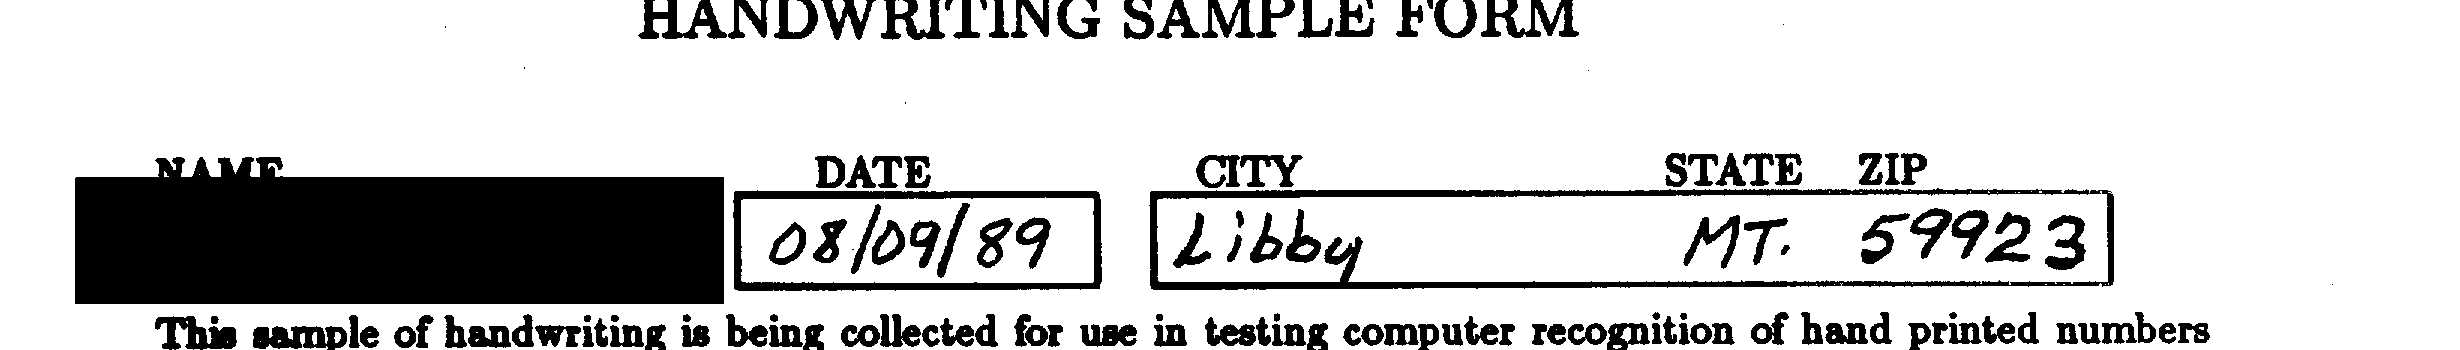 HANDWRITING SAMPLE FORM
NAME DATE CITY STATE ZIP
08/09/89 Libby MT. 59923
This sample of handwriting is being collected for use in testing computer recognition of hand printed numbers